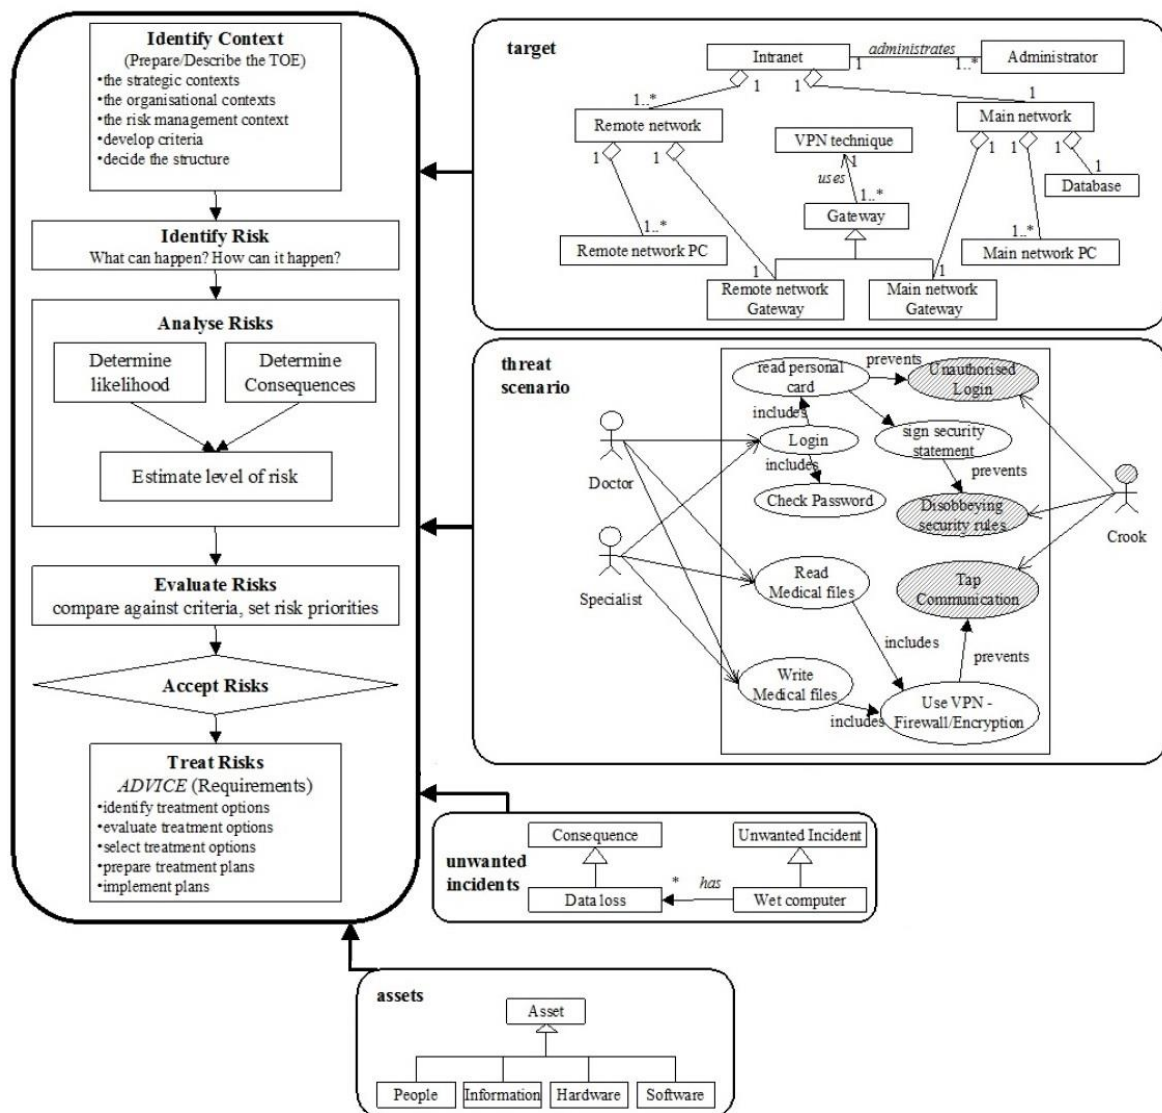 Identify Context
(Prepare/Describe the TOE)
•the strategic contexts
•the organisational contexts
•the risk management context
•develop criteria
•decide the structure
Identify Risk
What can happen? How can it happen?
Analyse Risks
Determine
likelihood
Determine
Consequences
Estimate level of risk
Evaluate Risks
compare against criteria, set risk priorities
Accept Risks
Treat Risks
ADVICE (Requirements)
•identify treatment options
•evaluate treatment options
•select treatment options
•prepare treatment plans
•implement plans
target
Intranet
administrates
1
1..*
Administrator
1
1
1..*
1
Remote network
Main network
VPN technique
1
1
1
1
1
1
uses
1
Database
1..*
Gateway
1..*
1..*
Remote network PC
Main network PC
1
1
Remote network
Gateway
Main network
Gateway
threat
scenario
read personal
card
prevents
Unauthorised
Login
includes
Login
sign security
statement
includes
prevents
Check Password
Disobbeying
security rules
Doctor
Crook
Specialist
Read
Medical files
Tap
Communication
includes
prevents
Write
Medical files
includes
Use VPN -
Firewall/Encryption
unwanted
incidents
Consequence
Unwanted Incident
* has
Data loss
Wet computer
assets
Asset
People
Information
Hardware
Software